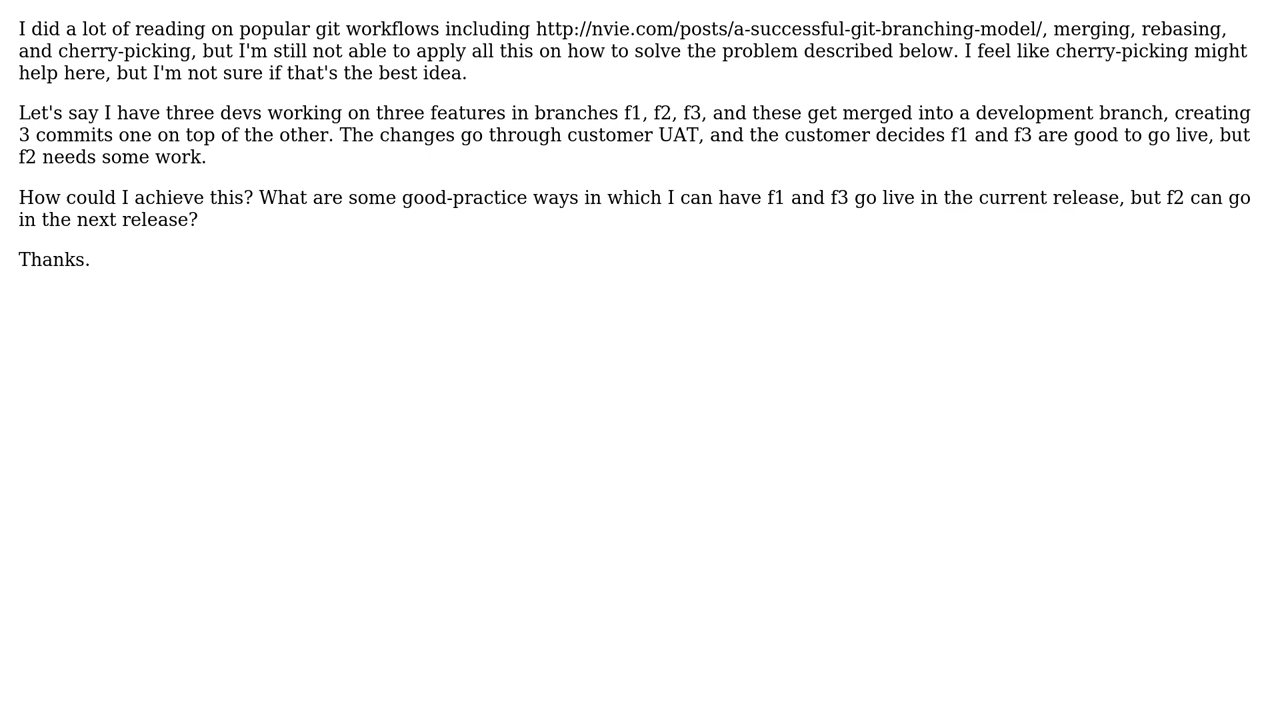 I did a lot of reading on popular git workflows including http://nvie.com/posts/a-successful-git-branching-model/, merging, rebasing,
and cherry-picking, but I'm still not able to apply all this on how to solve the problem described below. I feel like cherry-picking might
help here, but I'm not sure if that's the best idea.
Let's say I have three devs working on three features in branches f1, f2, f3, and these get merged into a development branch, creating
3 commits one on top of the other. The changes go through customer UAT, and the customer decides f1 and f3 are good to go live, but
f2 needs some work.
How could I achieve this? What are some good-practice ways in which I can have f1 and f3 go live in the current release, but f2 can go
in the next release?
Thanks.